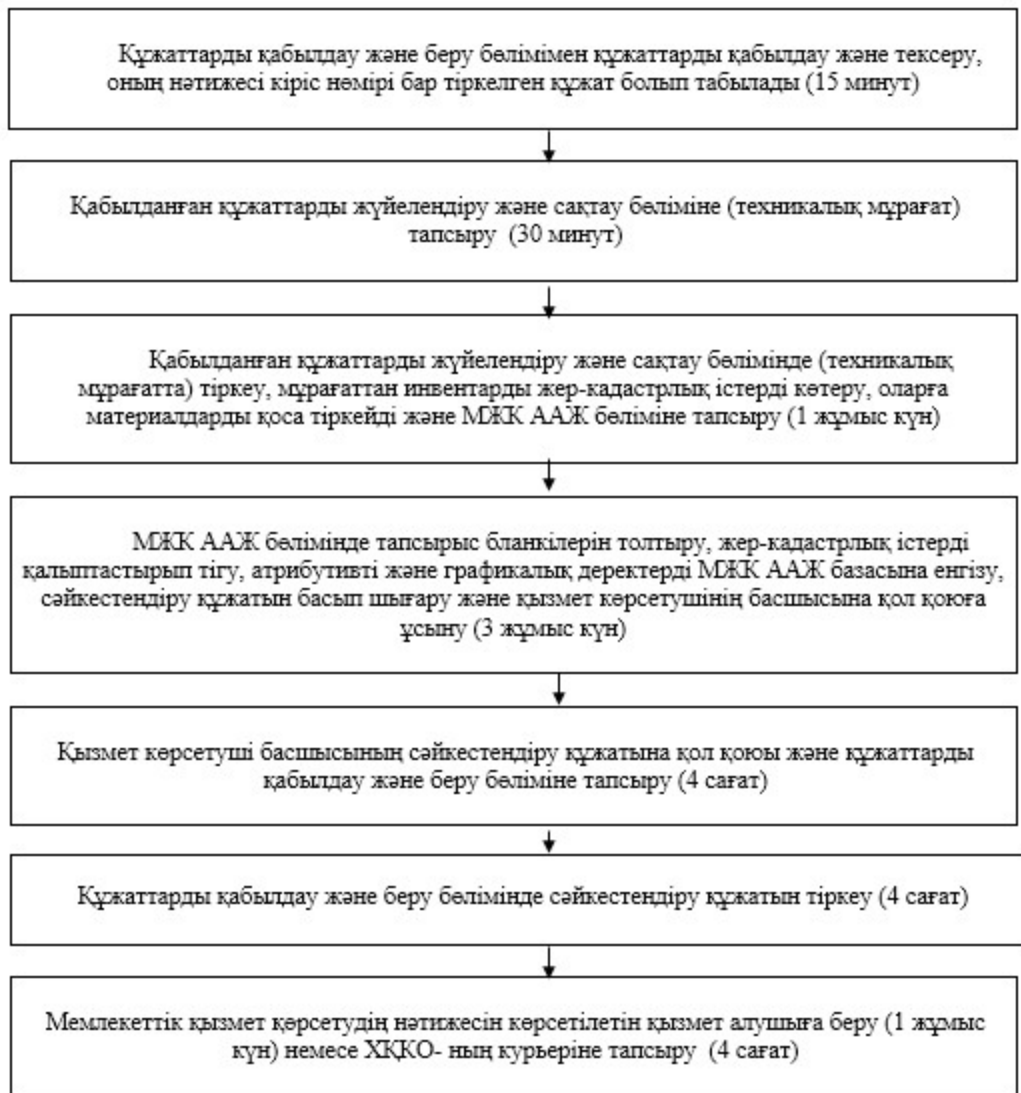 Құжаттарды қабылдау және беру бөлімімен құжаттарды қабылдау және тексеру,
оның нәтижесі кіріс нөмірі бар тіркелген құжат болып табылады (15 минут)
Қабылданған құжаттарды жүйелендіру және сақтау бөліміне (техникалық мұрағат)
тапсыру (30 минут)
Қабылданған құжаттарды жүйелендіру және сақтау бөлімінде (техникалық
мұрағатта) тіркеу, мұрағаттан инвентарды жер-кадастрлық істерді көтеру, оларға
материалдарды қоса тіркейді және МЖК ААЖ бөліміне тапсыру (1 жұмыс күн)
МЖК ААЖ бөлімінде тапсырыс бланкілерін толтыру, жер-кадастрлық істерді
қалыптастырып тігу, атрибутивті және графикалық деректерді МЖК ААЖ базасына енгізу,
сәйкестендіру құжатын басып шығару және қызмет көрсетушінің басшысына қол қоюға
ұсыну (3 жұмыс күн)
Қызмет көрсетуші басшысының сәйкестендіру құжатына қол қоюы және құжаттарды
қабылдау және беру бөліміне тапсыру (4 сағат)
Құжаттарды қабылдау және беру бөлімінде сәйкестендіру құжатын тіркеу (4 сағат)
Мемлекеттік қызмет қөрсетудің нәтижесін көрсетілетін қызмет алушыға беру (1 жұмыс
күн) немесе ХҚКО- ның курьеріне тапсыру (4 сағат)